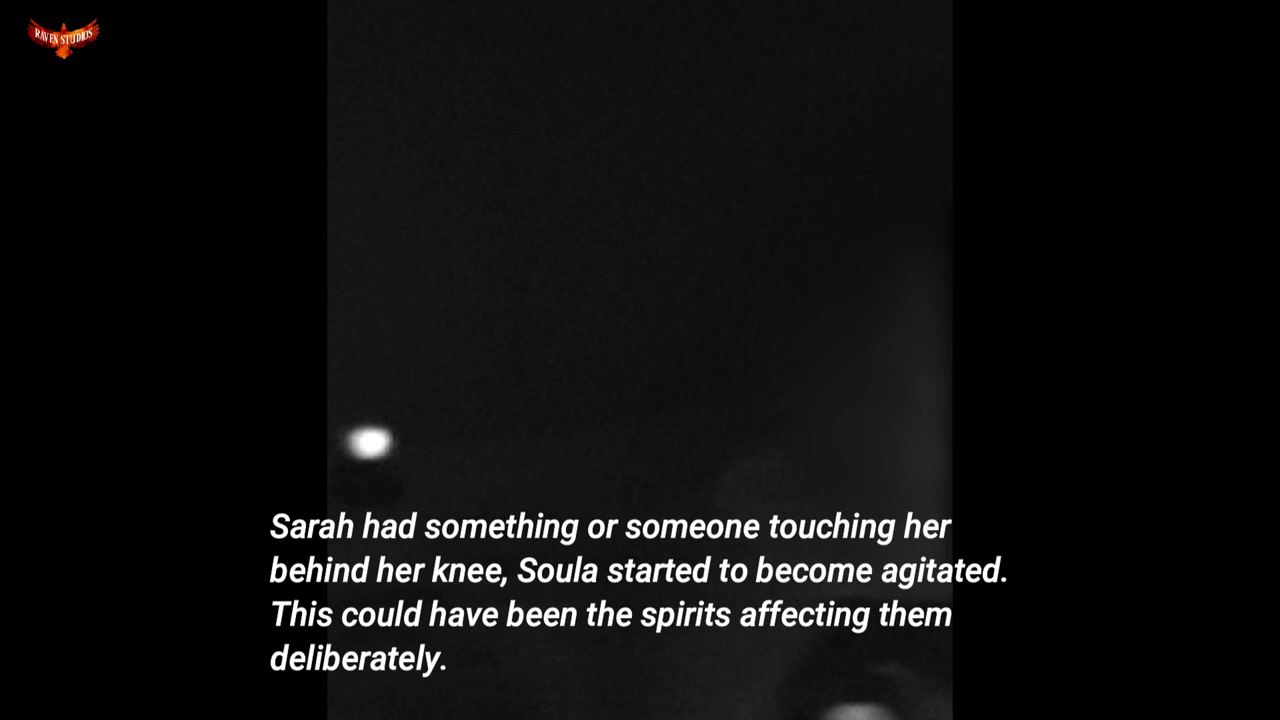 RAVEN STUDIOS
Sarah had something or someone touching her
behind her knee, Soula started to become agitated.
This could have been the spirits affecting them
deliberately.